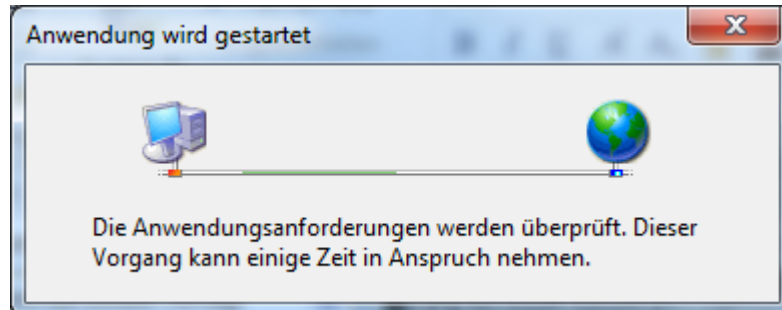 Anwendung wird gestartet
Die Anwendungsanforderungen werden überprüft. Dieser
Vorgang kann einige Zeit in Anspruch nehmen.